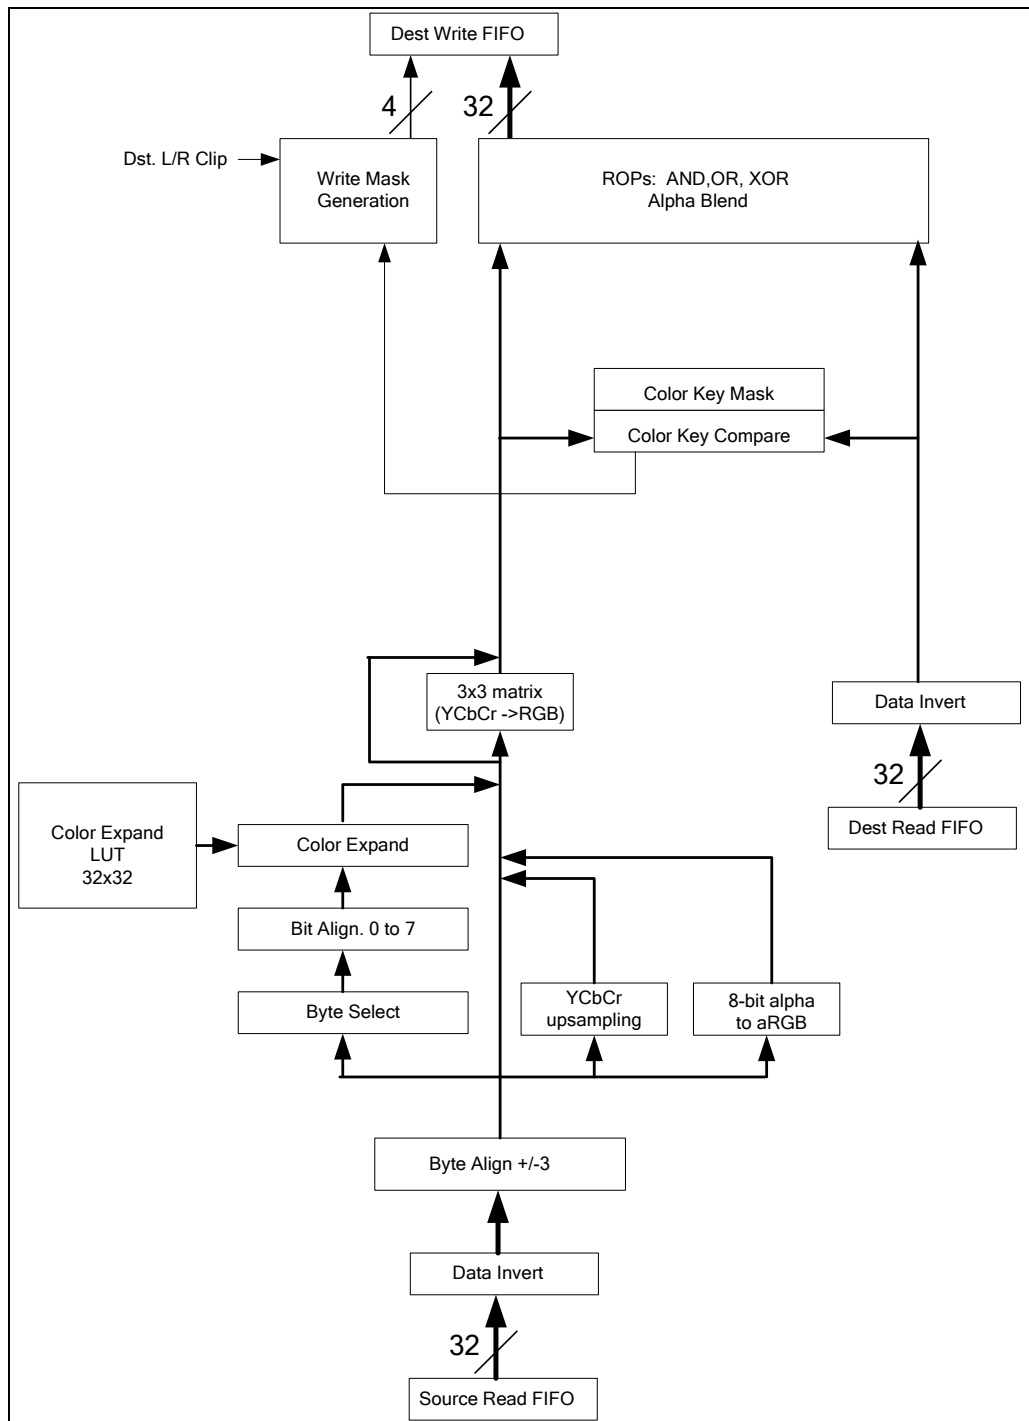 Dest Write FIFO
4
32
Dst. L/R Clip
Write Mask
Generation
ROPs: AND,OR, XOR
Alpha Blend
Color Key Mask
Color Key Compare
3x3 matrix
(YCbCr ->RGB)
Data Invert
32
Dest Read FIFO
Color Expand
LUT
32x32
Color Expand
Bit Align. 0 to 7
Byte Select
YCbCr
upsampling
8-bit alpha
to aRGB
Byte Align +/-3
Data Invert
32
Source Read FIFO